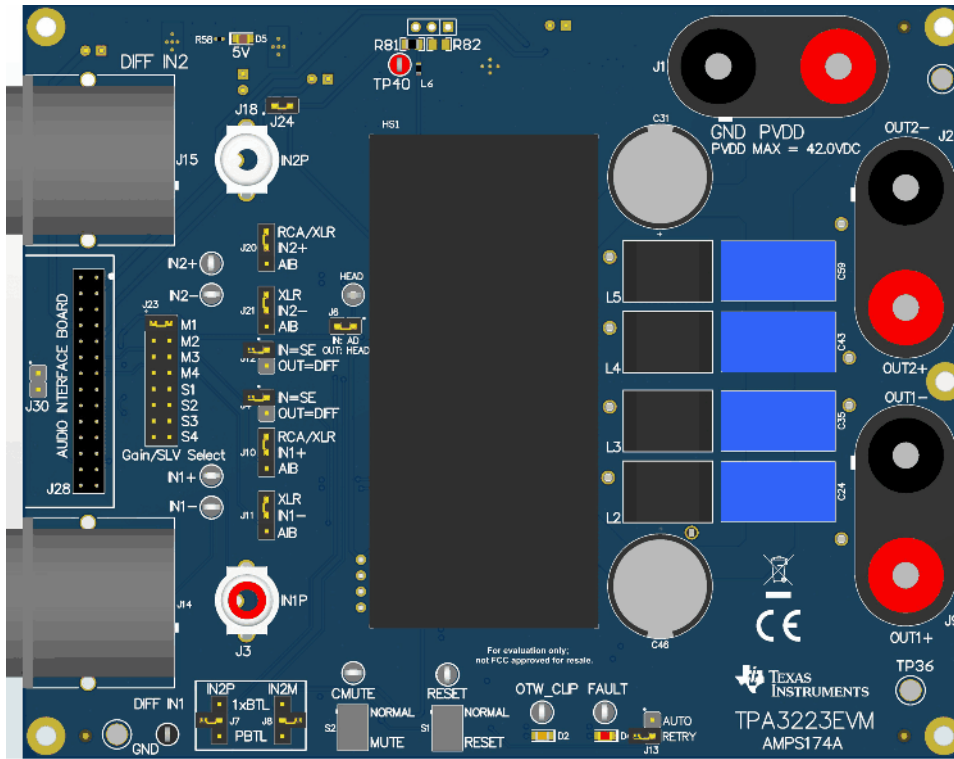 DIFF IN2
R58
D5
5V
R81
R82
TP40
L6
J1
GND PVDD
PVDD MAX = 42.0VDC
OUT2-
J18
J24
J15
IN2P
HS1
C31
J20
RCA/XLR
IN2+
AIB
IN2+
IN2-
HEAD
J21
XLR
IN2-
AIB
J6
IN: AD
OUT: HEAD
L5
C59
L4
C43
OUT2+
J23
M1
M2
M3
M4
S1
S2
S3
S4
Gain/SLV Select
AUDIO INTERFACE BOARD
J30
J28
IN=SE
OUT=DIFF
IN=SE
OUT=DIFF
J10
RCA/XLR
IN1+
AIB
IN1+
IN1-
J11
XLR
IN1-
AIB
OUT1-
L3
C35
L2
C24
J14
IN1P
J3
C46
OUT1+
For evaluation only;
not FCC approved for resale.
CE
TP36
TEXAS
INSTRUMENTS
TPA3223EVM
AMPS174A
DIFF IN1
GND
IN2P
IN2M
1xBTL
J7
J8
PBTL
CMUTE
NORMAL
S2
MUTE
RESET
NORMAL
S1
RESET
OTW_CLIP
FAULT
D2
AUTO
RETRY
J13